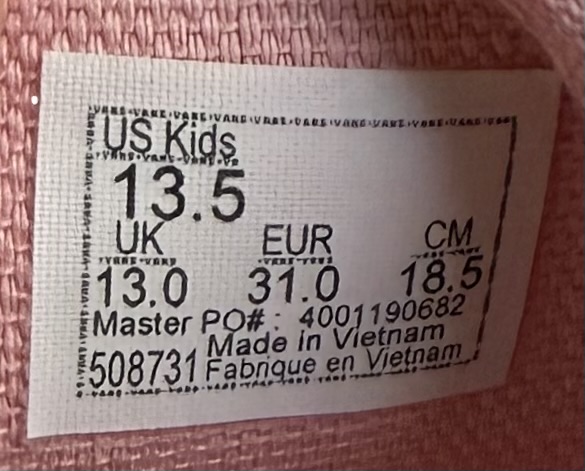 US Kids
13.5
UK EUR CM
13.0 31.0 18.5
Master PO# : 4001190682
Made in Vietnam
508731 Fabrique en Vietnam